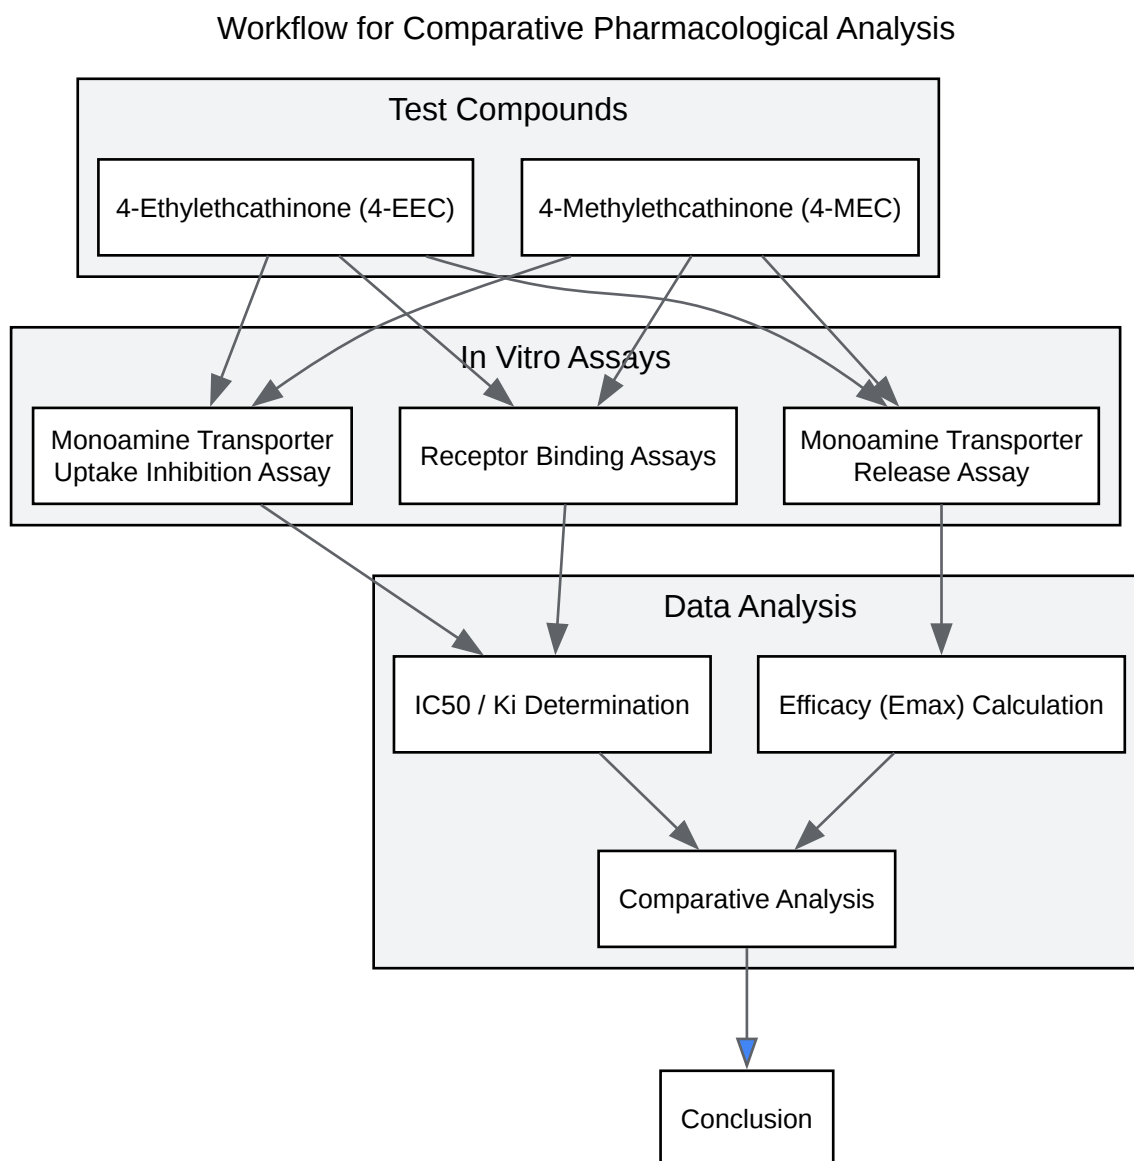 Workflow for Comparative Pharmacological Analysis
Test Compounds
4-Ethylethcathinone (4-EEC)
4-Methylethcathinone (4-MEC)
In Vitro Assays
Monoamine Transporter
Uptake Inhibition Assay
Receptor Binding Assays
Monoamine Transporter
Release Assay
Data Analysis
IC50 / Ki Determination
Efficacy (Emax) Calculation
Comparative Analysis
Conclusion